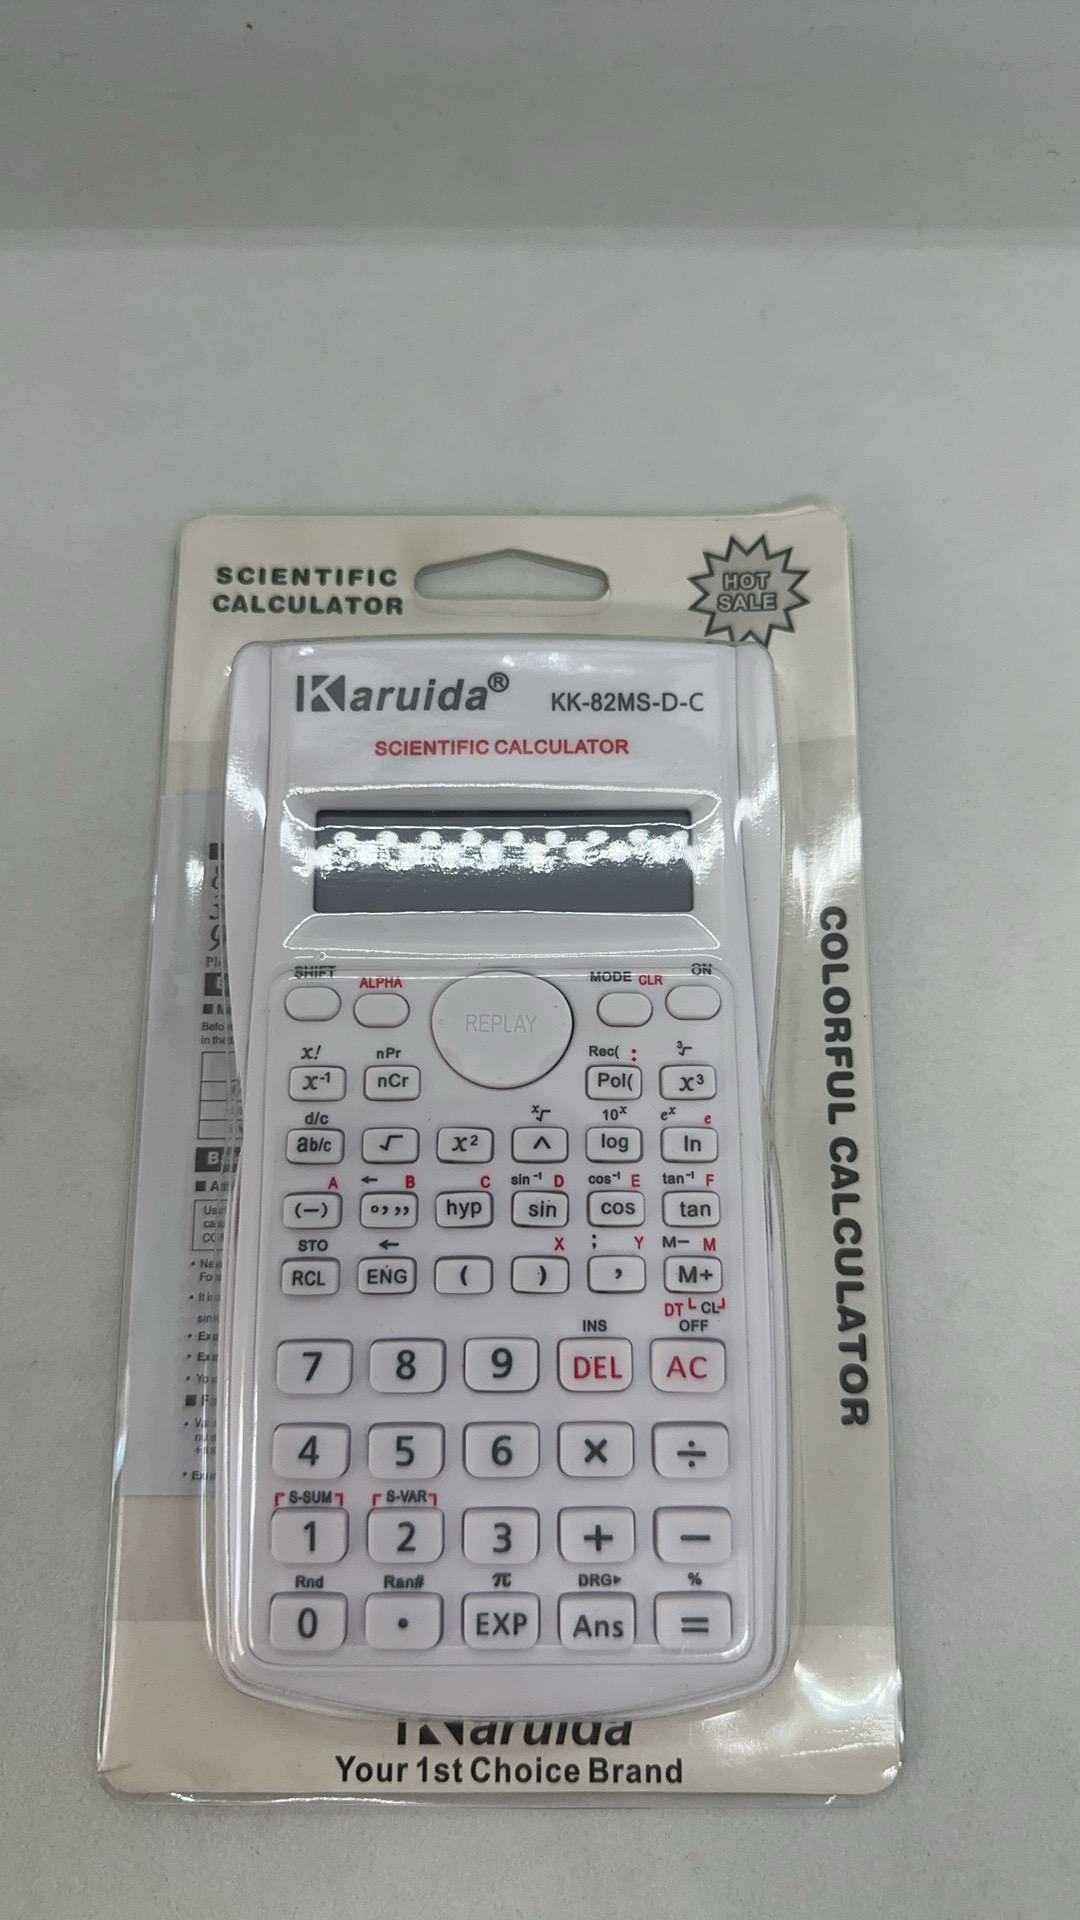 SCIENTIFIC
CALCULATOR
HOT
SALE
Karuida®
KK-82MS-D-C
SCIENTIFIC CALCULATOR
SHIFT
ALPHA
REPLAY
MODE CLR
ON
x! nPr Rec( : ³√
x⁻¹ nCr Pol( x³
d/c ˣ√ 10ˣ eˣ e
ab/c √ x² ^ log ln
A ← B C sin⁻¹ D cos⁻¹ E tan⁻¹ F
(−) °,,, hyp sin cos tan
STO ← X ; Y M− M
RCL ENG ( ) , M+
DT CL
INS OFF
7 8 9 DEL AC
4 5 6 × ÷
S-SUM S-VAR
1 2 3 + −
Rnd Ran# π DRG► %
0 • EXP Ans =
COLORFUL CALCULATOR
Karuida
Your 1st Choice Brand